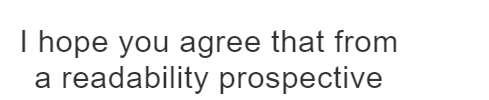 I hope you agree that from
a readability prospective